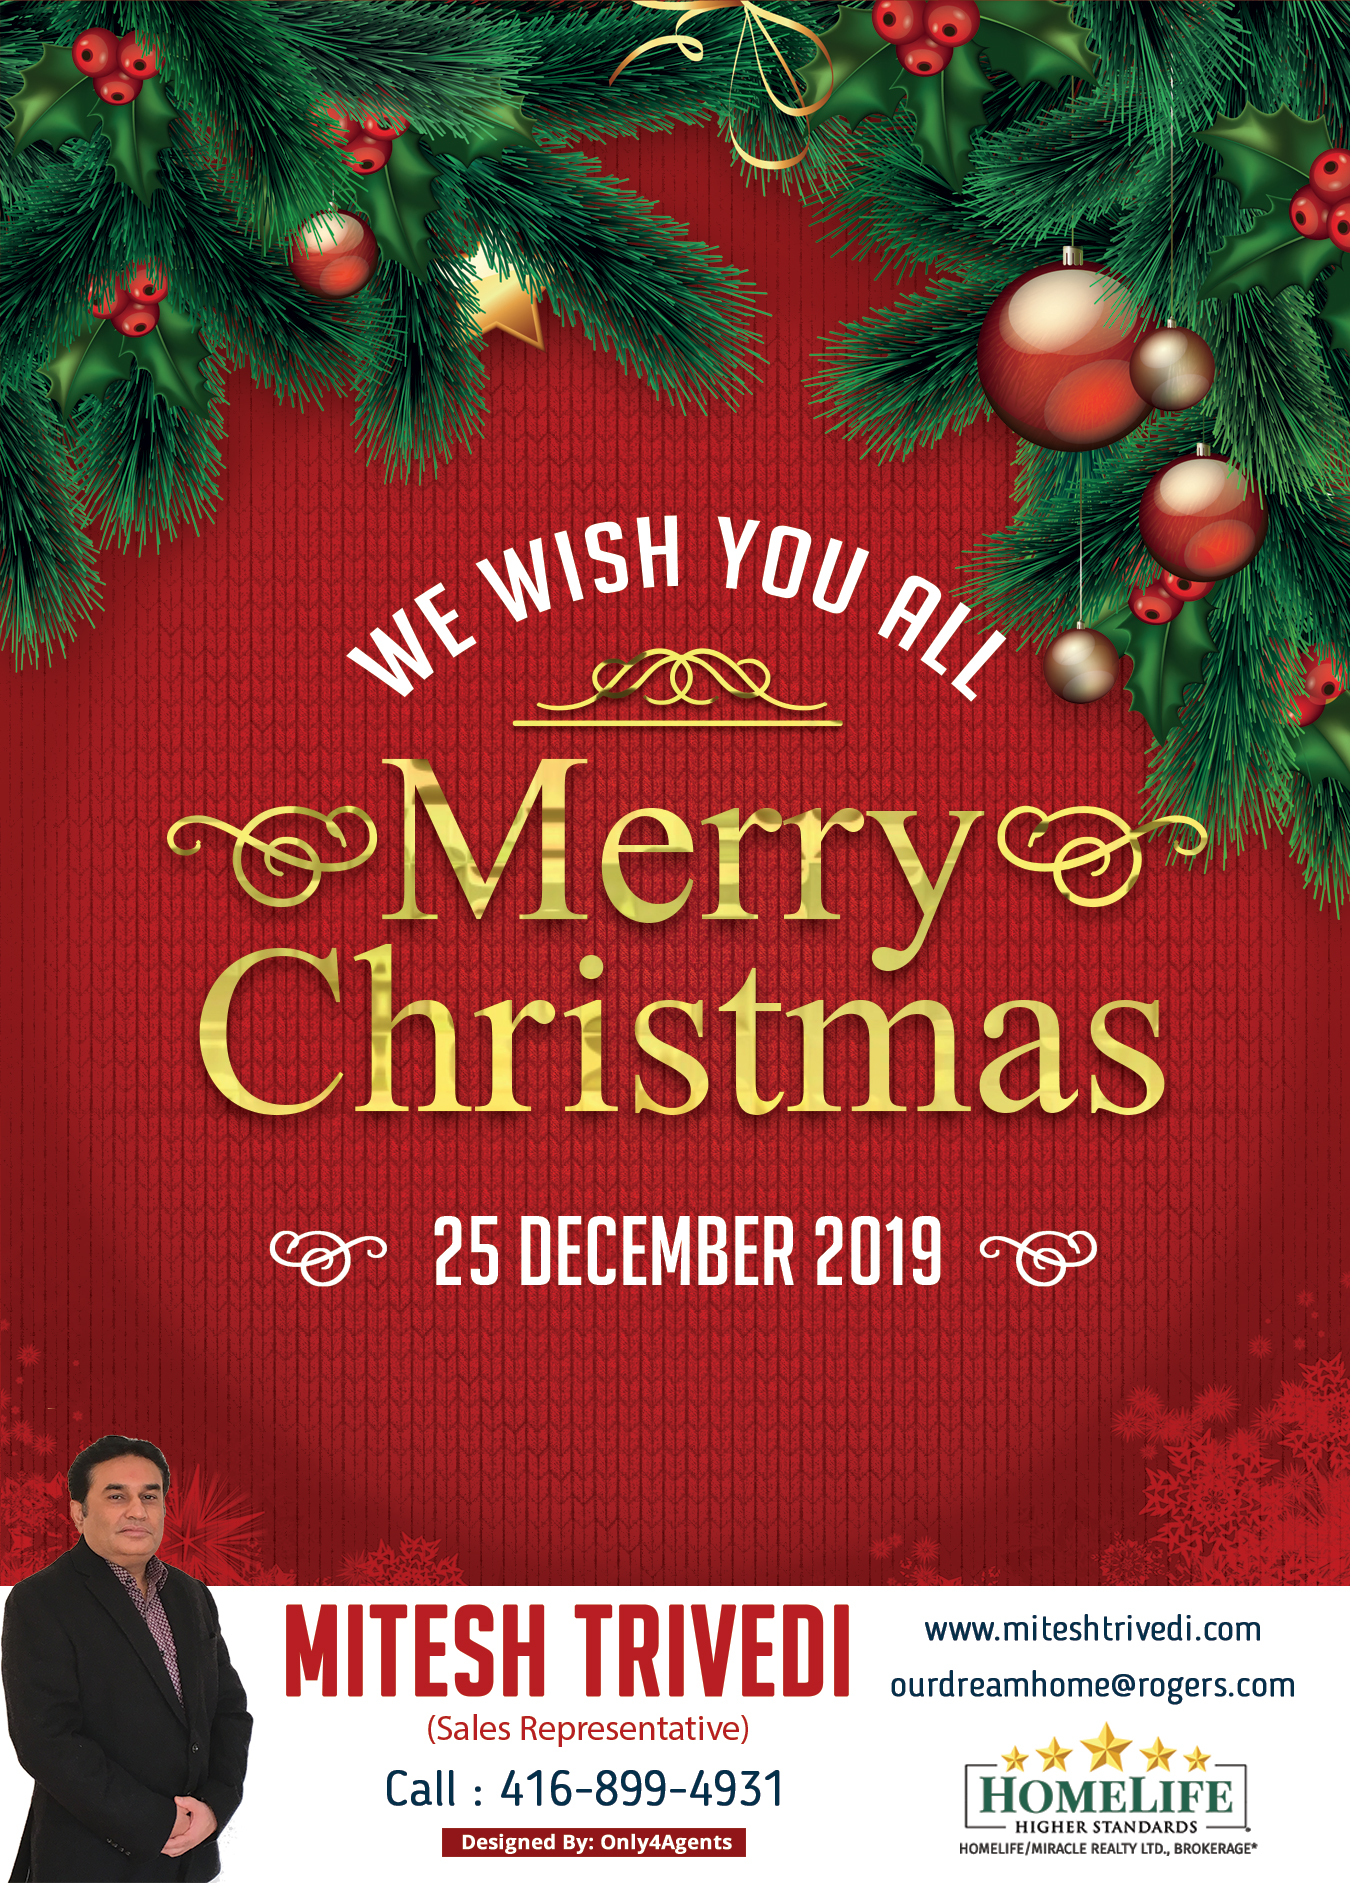 WE WISH YOU ALL
Merry
Christmas
25 DECEMBER 2019
MITESH TRIVEDI
(Sales Representative)
Call : 416-899-4931
Designed By: Only4Agents
www.miteshtrivedi.com
ourdreamhome@rogers.com
HOMELIFE
HIGHER STANDARDS
HOMELIFE/MIRACLE REALTY LTD., BROKERAGE*